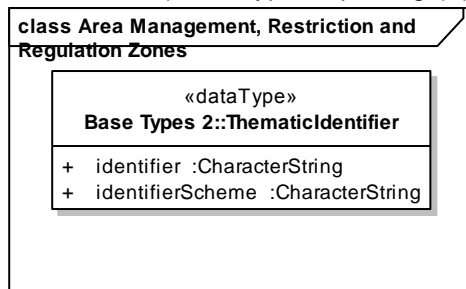 class Area Management, Restriction and
Regulation Zones
«dataType»
Base Types 2::ThematicIdentifier
+ identifier :CharacterString
+ identifierScheme :CharacterString